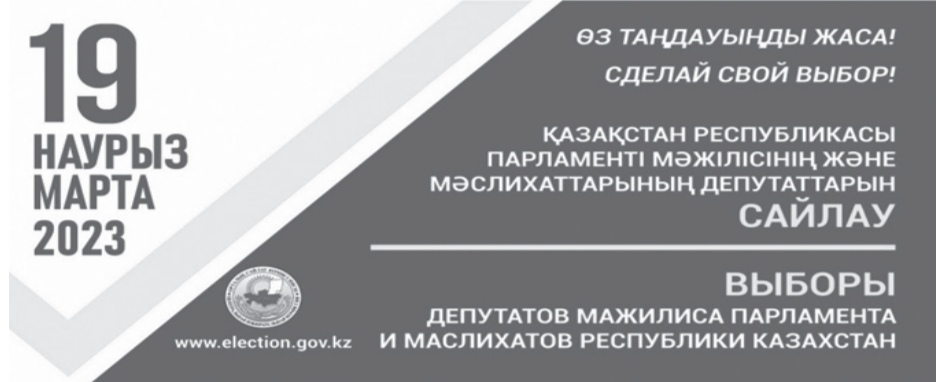 19
НАУРЫЗ
МАРТА
2023
ӨЗ ТАҢДАУЫҢДЫ ЖАСА!
СДЕЛАЙ СВОЙ ВЫБОР!
ҚАЗАҚСТАН РЕСПУБЛИКАСЫ
ПАРЛАМЕНТІ МӘЖІЛІСІНІҢ ЖӘНЕ
МӘСЛИХАТТАРЫНЫҢ ДЕПУТАТТАРЫН
САЙЛАУ
ВЫБОРЫ
ДЕПУТАТОВ МАЖИЛИСА ПАРЛАМЕНТА
И МАСЛИХАТОВ РЕСПУБЛИКИ КАЗАХСТАН
www.election.gov.kz